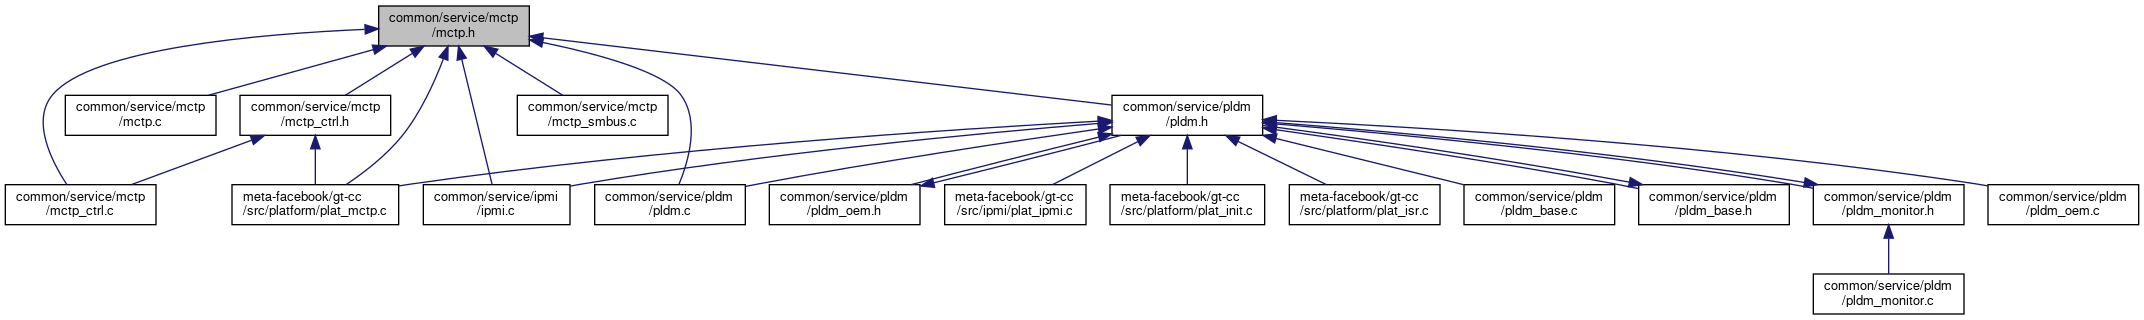 common/service/mctp
/mctp.h
common/service/mctp
/mctp.c
common/service/mctp
/mctp_ctrl.h
common/service/mctp
/mctp_smbus.c
common/service/pldm
/pldm.h
common/service/mctp
/mctp_ctrl.c
meta-facebook/gt-cc
/src/platform/plat_mctp.c
common/service/ipmi
/ipmi.c
common/service/pldm
/pldm.c
common/service/pldm
/pldm_oem.h
meta-facebook/gt-cc
/src/ipmi/plat_ipmi.c
meta-facebook/gt-cc
/src/platform/plat_init.c
meta-facebook/gt-cc
/src/platform/plat_isr.c
common/service/pldm
/pldm_base.c
common/service/pldm
/pldm_base.h
common/service/pldm
/pldm_monitor.h
common/service/pldm
/pldm_oem.c
common/service/pldm
/pldm_monitor.c